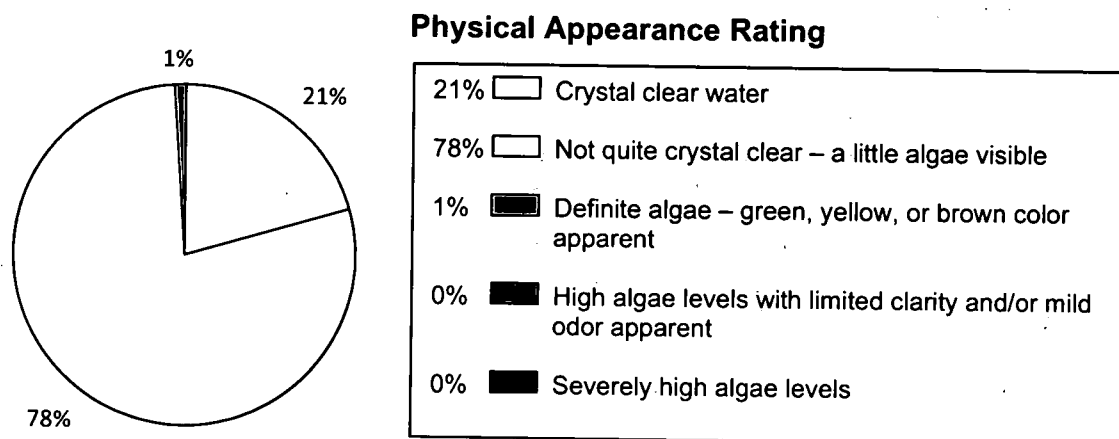 Physical Appearance Rating
1%
21%
78%
21% Crystal clear water
78% Not quite crystal clear – a little algae visible
1% Definite algae – green, yellow, or brown color
apparent
0% High algae levels with limited clarity and/or mild
odor apparent
0% Severely high algae levels